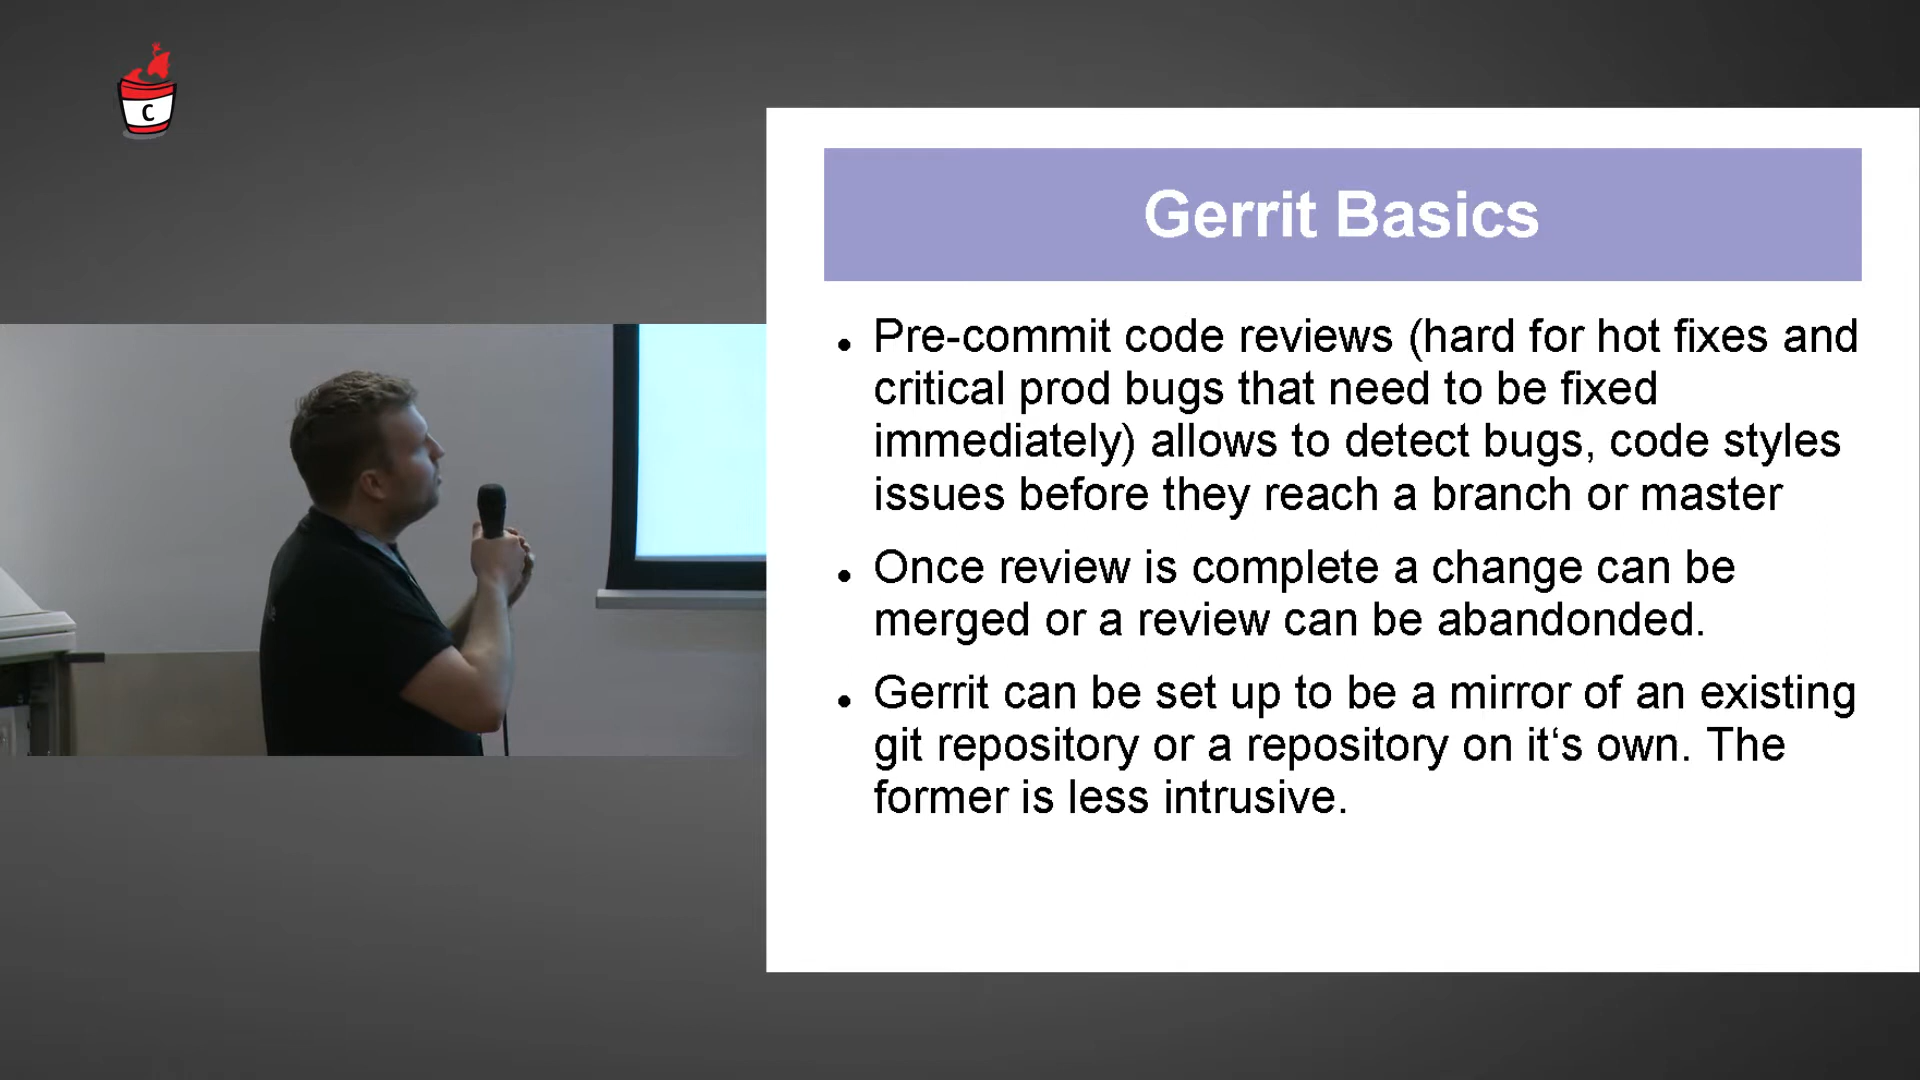 C
Gerrit Basics
Pre-commit code reviews (hard for hot fixes and
critical prod bugs that need to be fixed
immediately) allows to detect bugs, code styles
issues before they reach a branch or master
Once review is complete a change can be
merged or a review can be abandonded.
Gerrit can be set up to be a mirror of an existing
git repository or a repository on it‘s own. The
former is less intrusive.